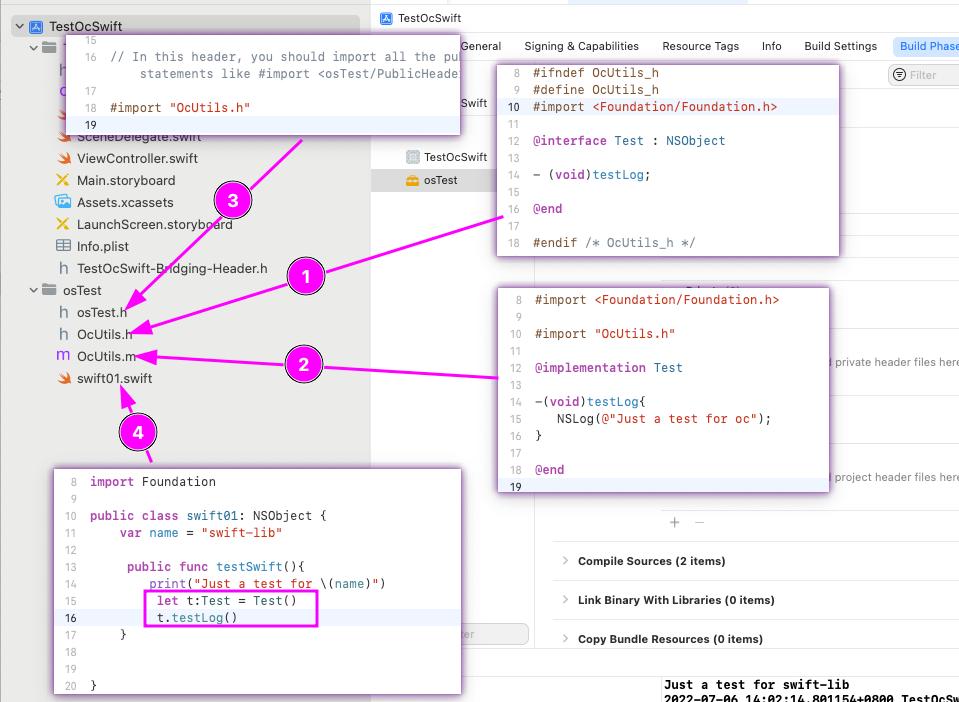 TestOcSwift
SceneDelegate.swift
ViewController.swift
Main.storyboard
Assets.xcassets
LaunchScreen.storyboard
Info.plist
TestOcSwift-Bridging-Header.h
osTest
osTest.h
OcUtils.h
OcUtils.m
swift01.swift
15
16 // In this header, you should import all the pu
statements like #import <osTest/PublicHeade
17
18 #import "OcUtils.h"
19
3
1
2
4
TestOcSwift
General Signing & Capabilities Resource Tags Info Build Settings Build Phase
Filter
Swift
TestOcSwift
osTest
8 #ifndef OcUtils_h
9 #define OcUtils_h
10 #import <Foundation/Foundation.h>
11
12 @interface Test : NSObject
13
14 - (void)testLog;
15
16 @end
17
18 #endif /* OcUtils_h */
8 #import <Foundation/Foundation.h>
9
10 #import "OcUtils.h"
11
12 @implementation Test
13
14 -(void)testLog{
15 NSLog(@"Just a test for oc");
16 }
17
18 @end
19
private header files here
project header files here
+ −
Compile Sources (2 items)
Link Binary With Libraries (0 items)
Copy Bundle Resources (0 items)
8 import Foundation
9
10 public class swift01: NSObject {
11 var name = "swift-lib"
12
13 public func testSwift(){
14 print("Just a test for \(name)")
15 let t:Test = Test()
16 t.testLog()
17 }
18
19
20 }
Just a test for swift-lib
2022-07-06 14:02:14.801154+0800 TestOcSw